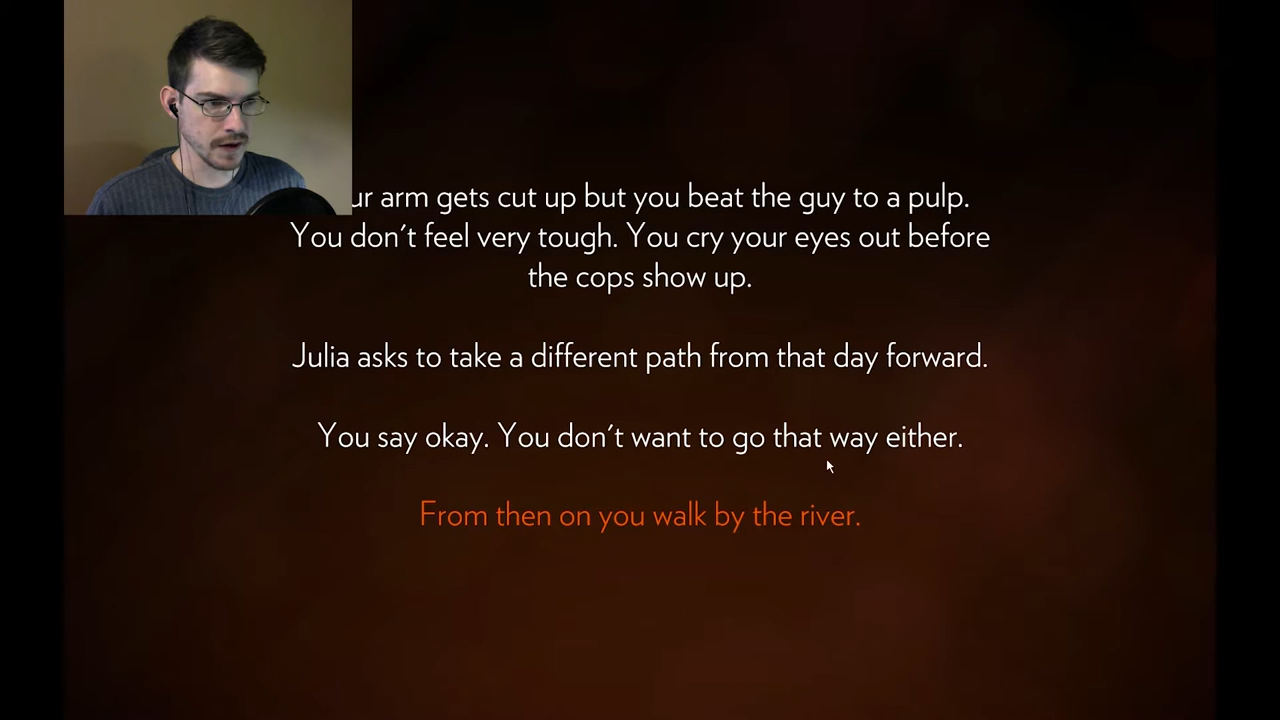 arm gets cut up but you beat the guy to a pulp.
You don't feel very tough. You cry your eyes out before
the cops show up.
Julia asks to take a different path from that day forward.
You say okay. You don't want to go that way either.
From then on you walk by the river.